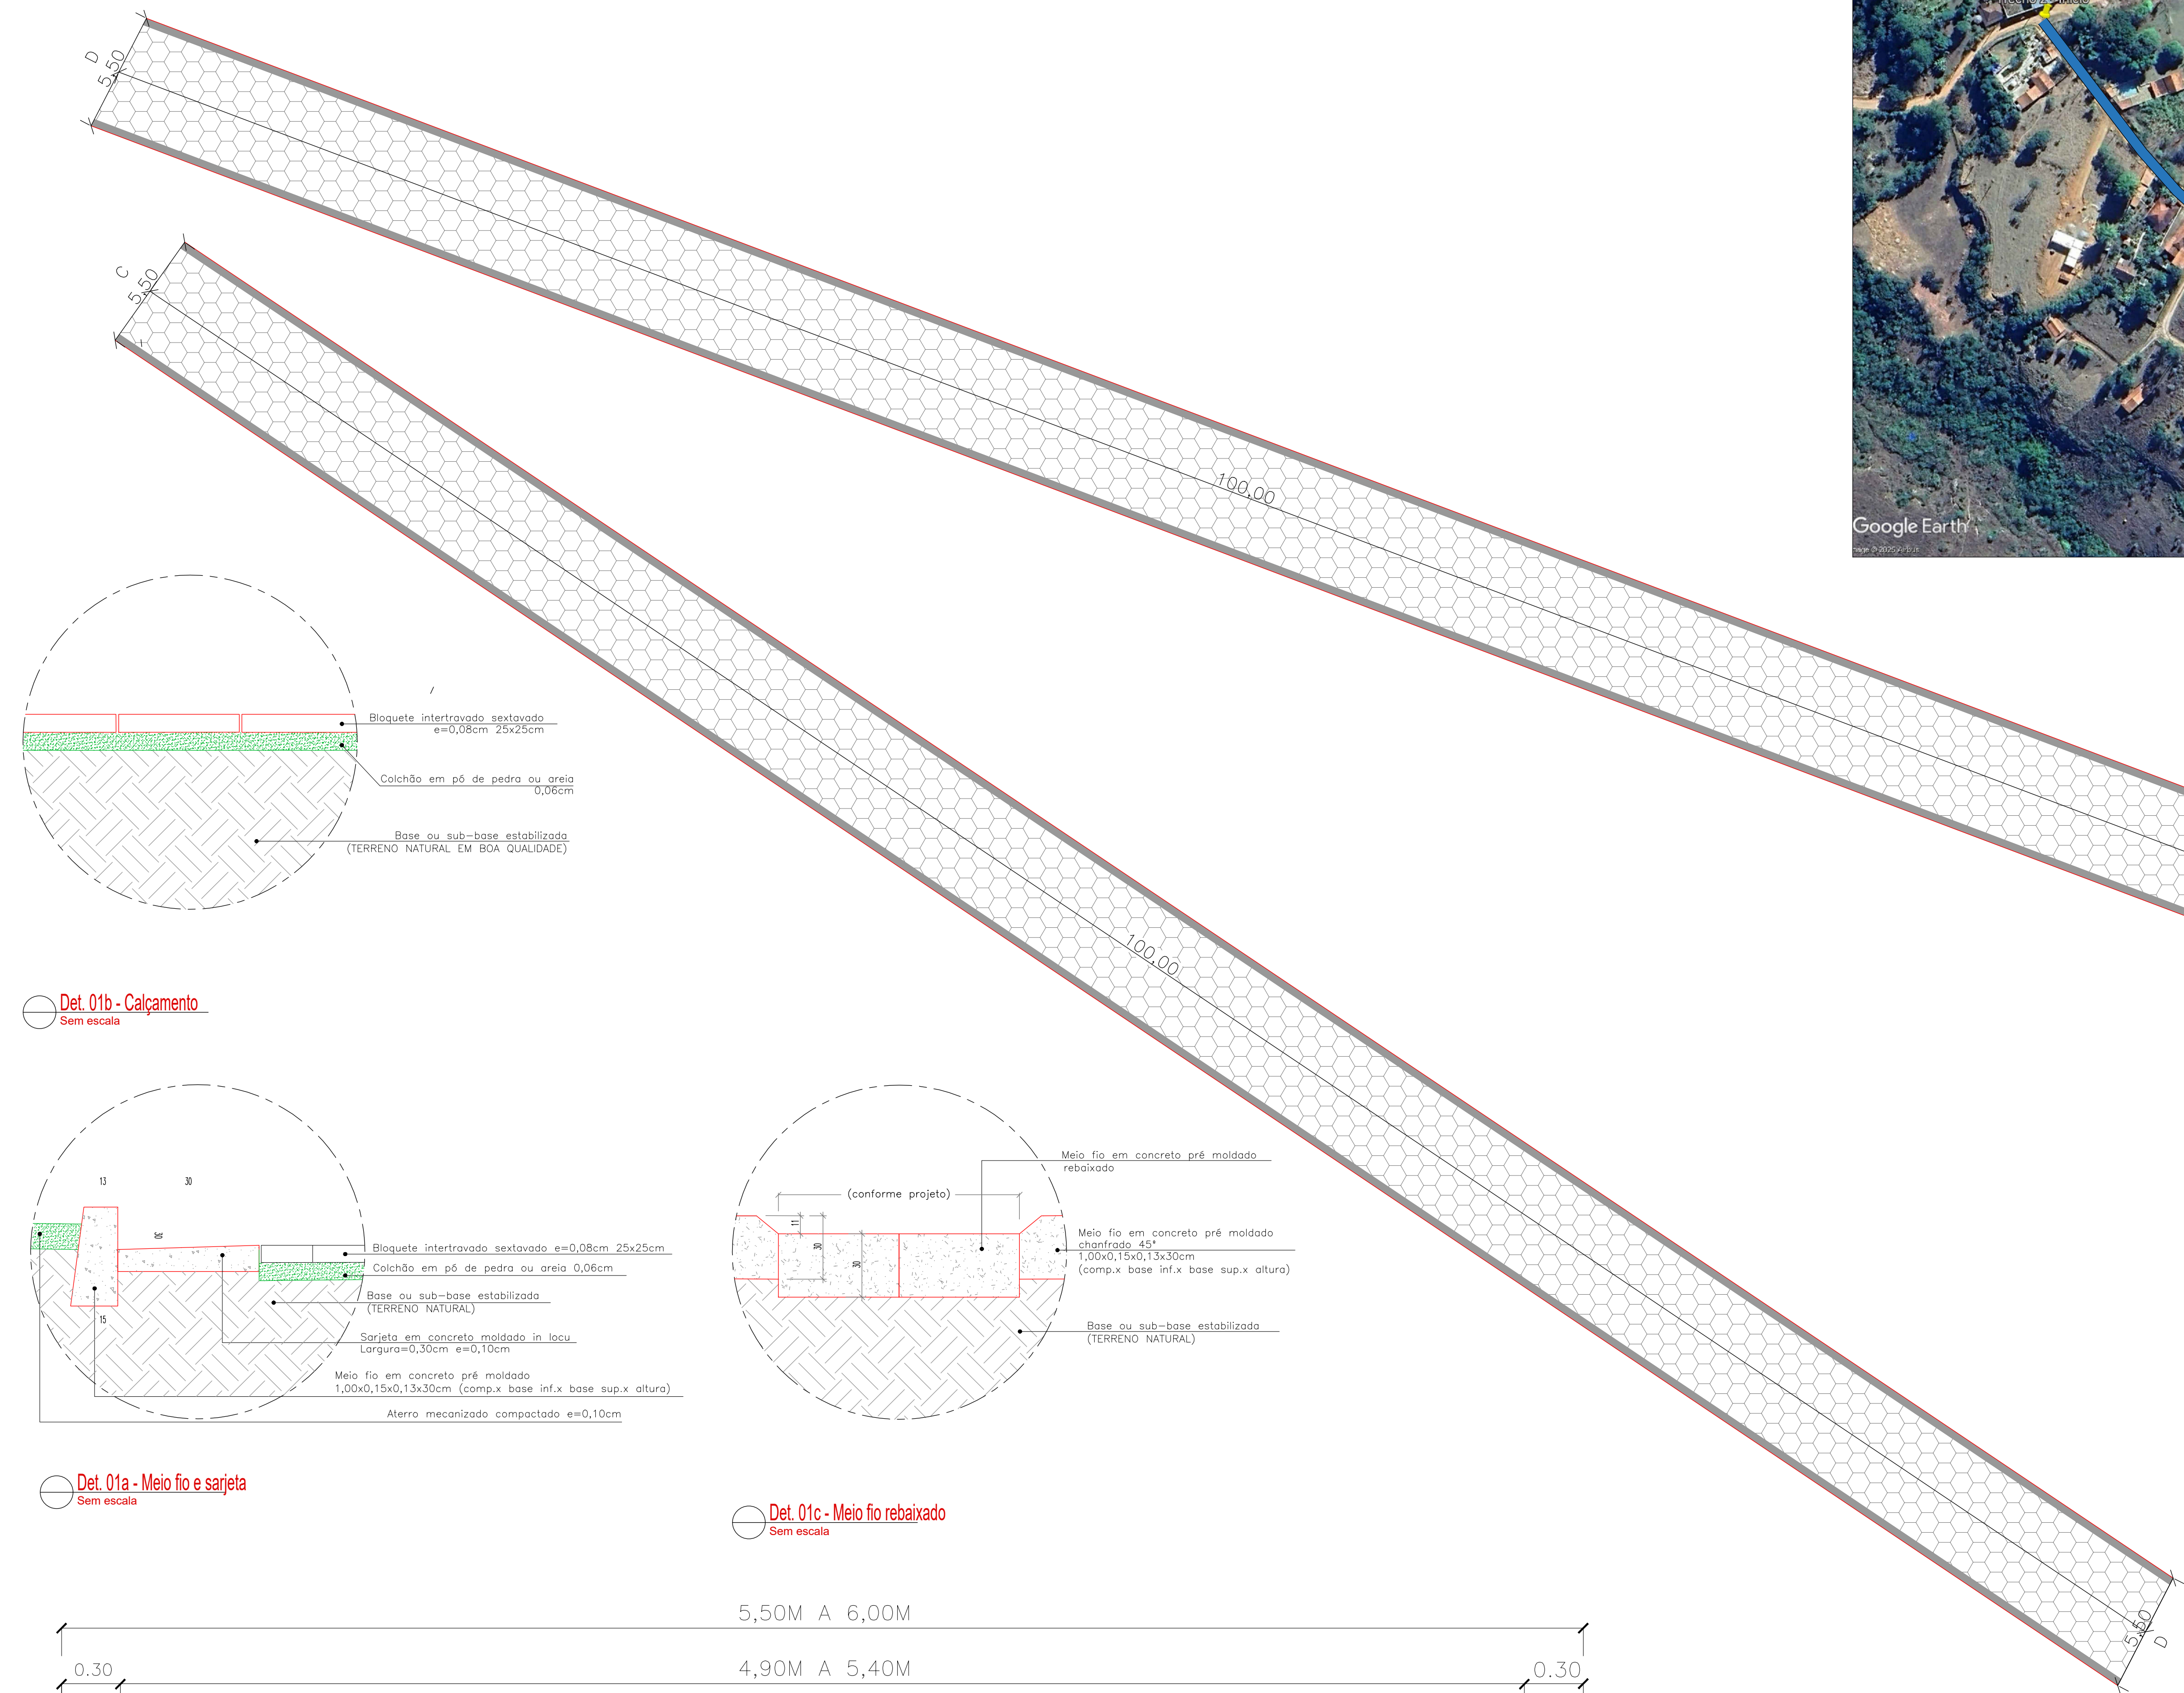 D
5,50
100,00
C
5,50
100,00
5,50
D
Google Earth
Bloquete intertravado sextavado
e=0,08cm 25x25cm
Colchão em pó de pedra ou areia
0,06cm
Base ou sub-base estabilizada
(TERRENO NATURAL EM BOA QUALIDADE)
Det. 01b - Calçamento
Sem escala
13
30
30
15
Bloquete intertravado sextavado e=0,08cm 25x25cm
Colchão em pó de pedra ou areia 0,06cm
Base ou sub-base estabilizada
(TERRENO NATURAL)
Sarjeta em concreto moldado in locu
Largura=0,30cm e=0,10cm
Meio fio em concreto pré moldado
1,00x0,15x0,13x30cm (comp.x base inf.x base sup.x altura)
Aterro mecanizado compactado e=0,10cm
Det. 01a - Meio fio e sarjeta
Sem escala
Meio fio em concreto pré moldado
rebaixado
(conforme projeto)
11
30
30
Meio fio em concreto pré moldado
chanfrado 45°
1,00x0,15x0,13x30cm
(comp.x base inf.x base sup.x altura)
Base ou sub-base estabilizada
(TERRENO NATURAL)
Det. 01c - Meio fio rebaixado
Sem escala
5,50M A 6,00M
0.30
4,90M A 5,40M
0.30